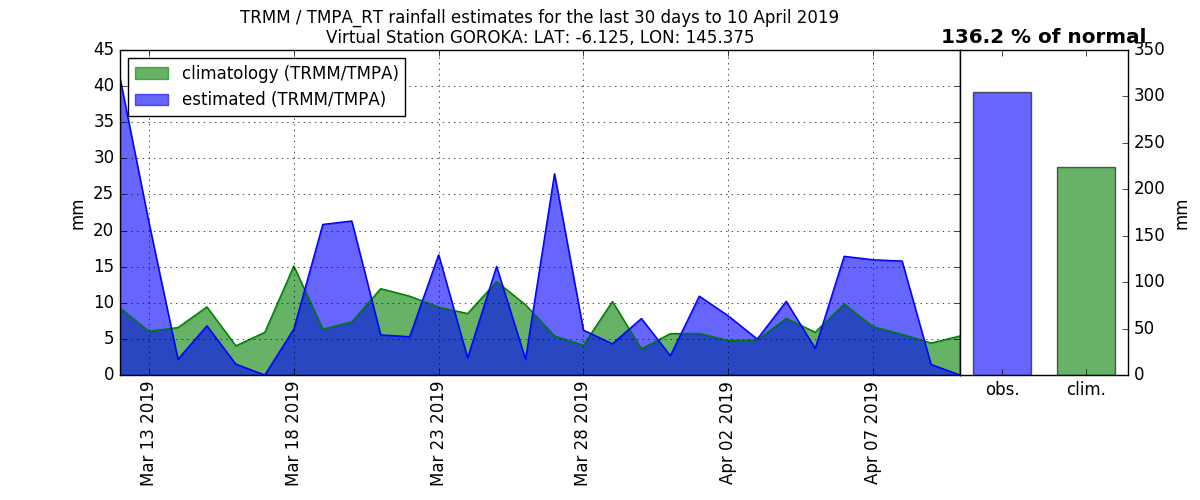 TRMM / TMPA_RT rainfall estimates for the last 30 days to 10 April 2019
Virtual Station GOROKA: LAT: -6.125, LON: 145.375
136.2 % of normal
climatology (TRMM/TMPA)
estimated (TRMM/TMPA)
mm
45
40
35
30
25
20
15
10
5
0
Mar 13 2019
Mar 18 2019
Mar 23 2019
Mar 28 2019
Apr 02 2019
Apr 07 2019
350
300
250
200
150
100
50
0
mm
obs.
clim.